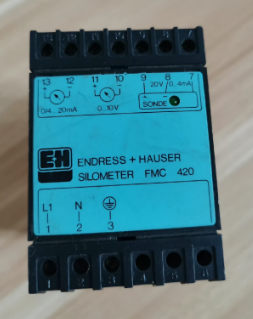 13 12 11 10 9 8 7
+ - + - + -
0/4..20mA 0..10V 20V / 0..4mA
SONDE
E+H ENDRESS + HAUSER
SILOMETER FMC 420
L1 N
1 2 3